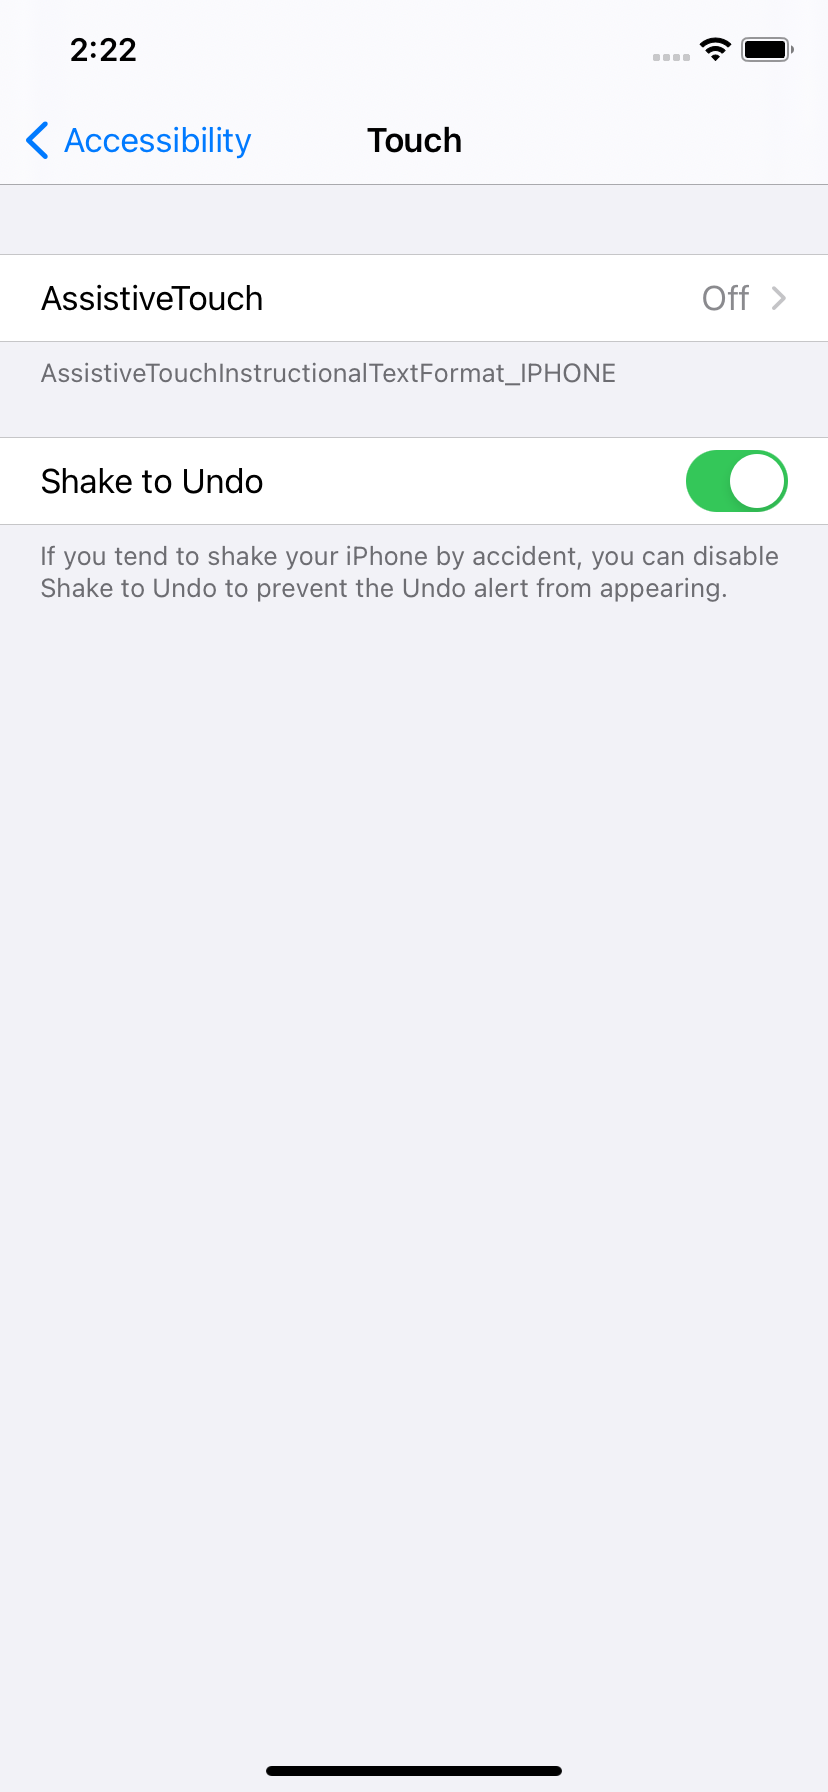 2:22
Accessibility
Touch
AssistiveTouch
Off
AssistiveTouchInstructionalTextFormat_IPHONE
Shake to Undo
If you tend to shake your iPhone by accident, you can disable
Shake to Undo to prevent the Undo alert from appearing.